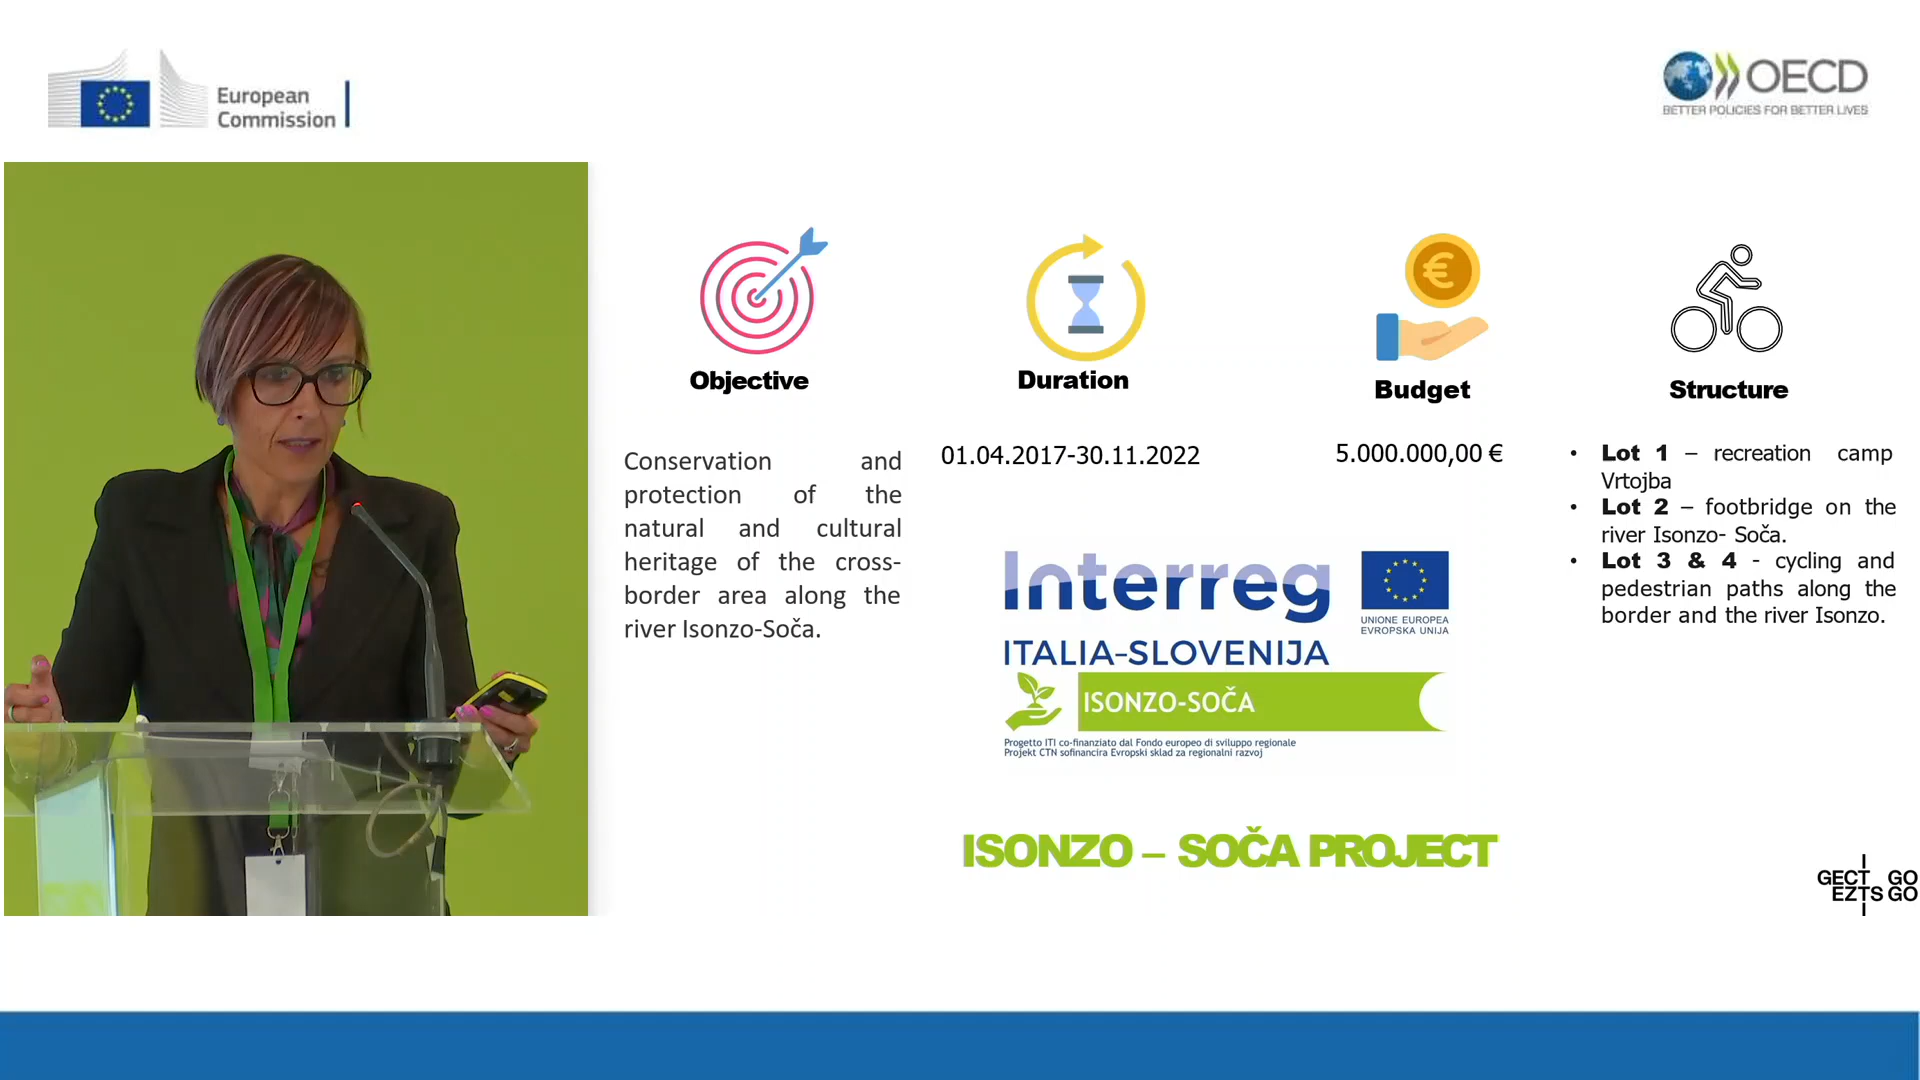 European
Commission
OECD
BETTER POLICIES FOR BETTER LIVES
Objective
Conservation and
protection of the
natural and cultural
heritage of the cross-
border area along the
river Isonzo-Soča.
Duration
01.04.2017-30.11.2022
Budget
5.000.000,00 €
Structure
• Lot 1 – recreation camp
Vrtojba
• Lot 2 – footbridge on the
river Isonzo- Soča.
• Lot 3 & 4 - cycling and
pedestrian paths along the
border and the river Isonzo.
Interreg
UNIONE EUROPEA
EVROPSKA UNIJA
ITALIA-SLOVENIJA
ISONZO-SOČA
Progetto ITI co-finanziato dal Fondo europeo di sviluppo regionale
Projekt CTN sofinancira Evropski sklad za regionalni razvoj
ISONZO – SOČA PROJECT
GECT GO
EZTS GO